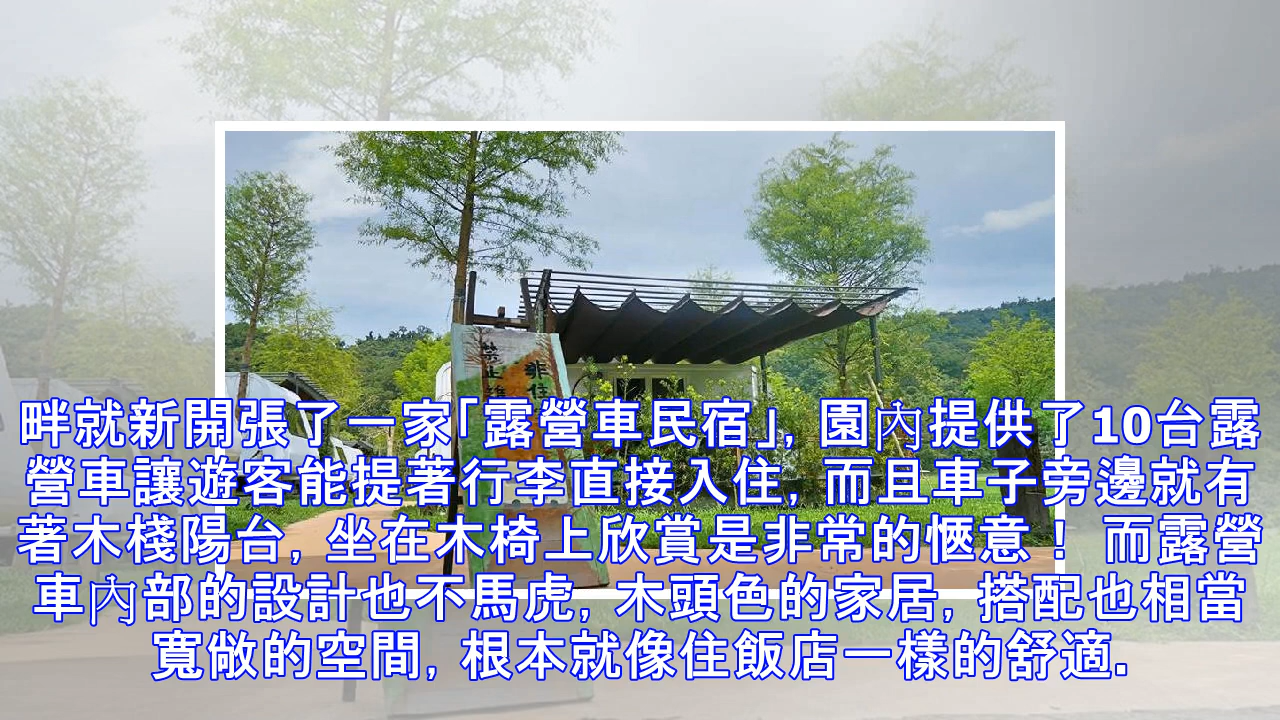 禁止
非住
畔就新開張了一家「露營車民宿」, 園內提供了10台露
營車讓遊客能提著行李直接入住, 而且車子旁邊就有
著木棧陽台, 坐在木椅上欣賞是非常的愜意！ 而露營
車內部的設計也不馬虎, 木頭色的家居, 搭配也相當
寬敞的空間, 根本就像住飯店一樣的舒適.